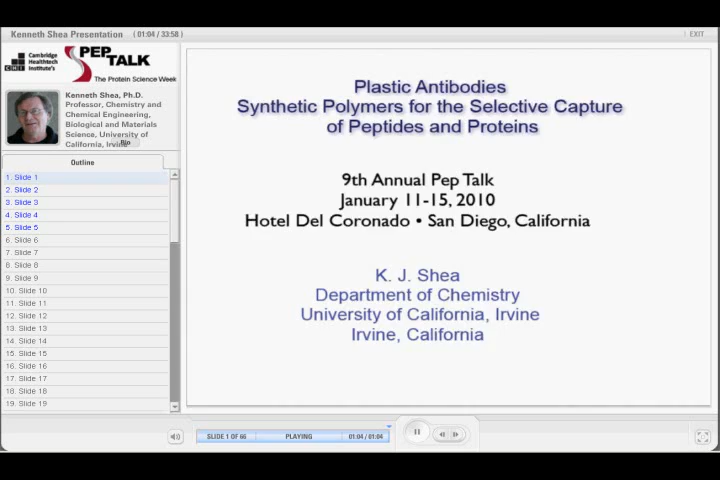 Kenneth Shea Presentation (01:04 / 33:58)
EXIT
Cambridge
Healthtech
Institute's
CHI
PEP
TALK
The Protein Science Week
Kenneth Shea, Ph.D.
Professor, Chemistry and
Chemical Engineering,
Biological and Materials
Science, University of
California, Irvine
Bio
Outline
1. Slide 1
2. Slide 2
3. Slide 3
4. Slide 4
5. Slide 5
6. Slide 6
7. Slide 7
8. Slide 8
9. Slide 9
10. Slide 10
11. Slide 11
12. Slide 12
13. Slide 13
14. Slide 14
15. Slide 15
16. Slide 16
17. Slide 17
18. Slide 18
19. Slide 19
Plastic Antibodies
Synthetic Polymers for the Selective Capture
of Peptides and Proteins
9th Annual Pep Talk
January 11-15, 2010
Hotel Del Coronado • San Diego, California
K. J. Shea
Department of Chemistry
University of California, Irvine
Irvine, California
SLIDE 1 OF 66 PLAYING 01:04 / 01:04